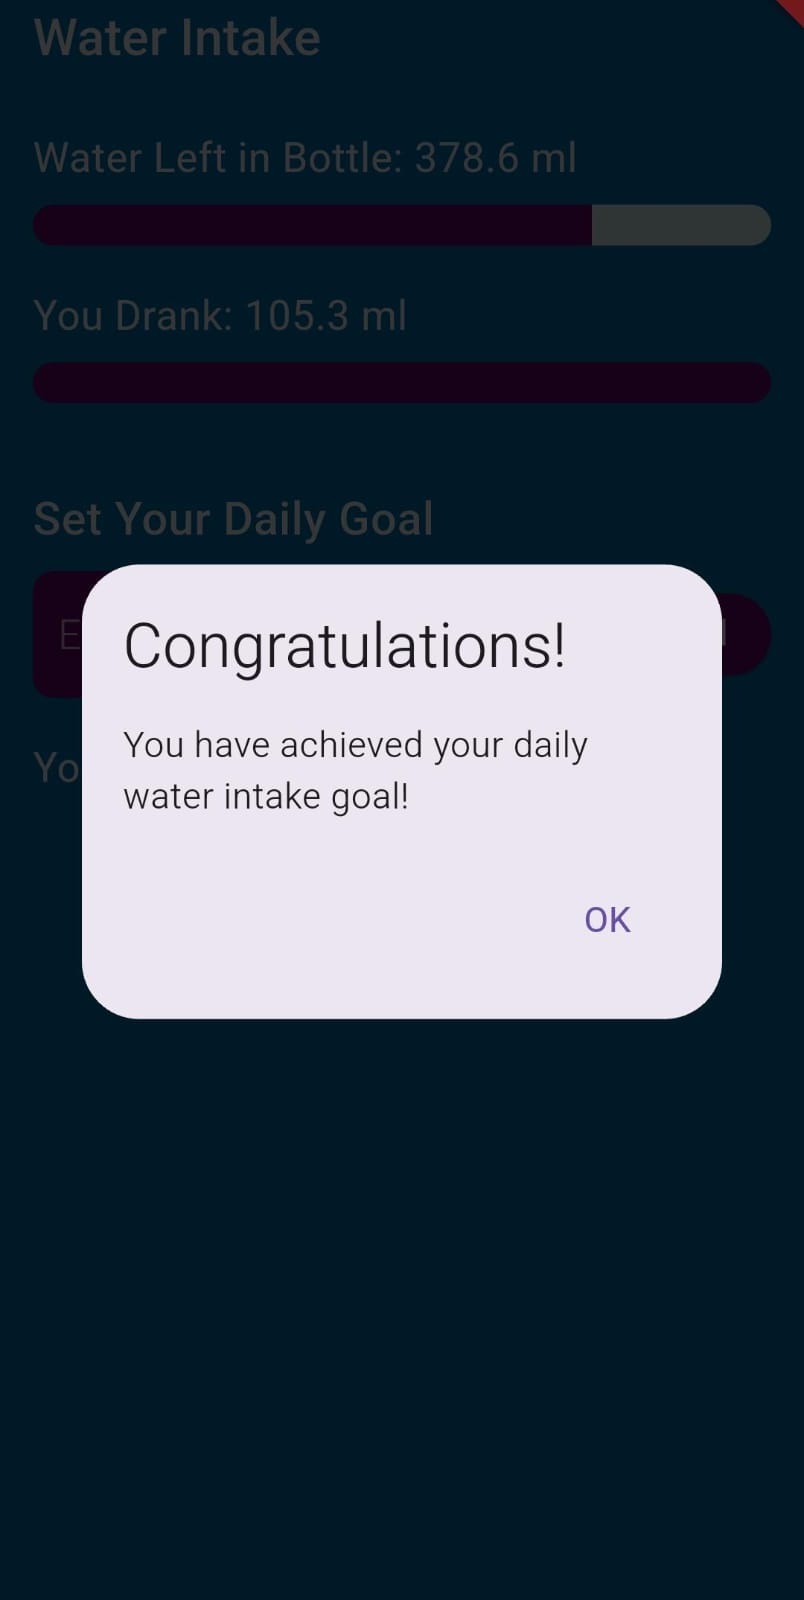 Water Intake
Water Left in Bottle: 378.6 ml
You Drank: 105.3 ml
Set Your Daily Goal
Congratulations!
You have achieved your daily
water intake goal!
OK